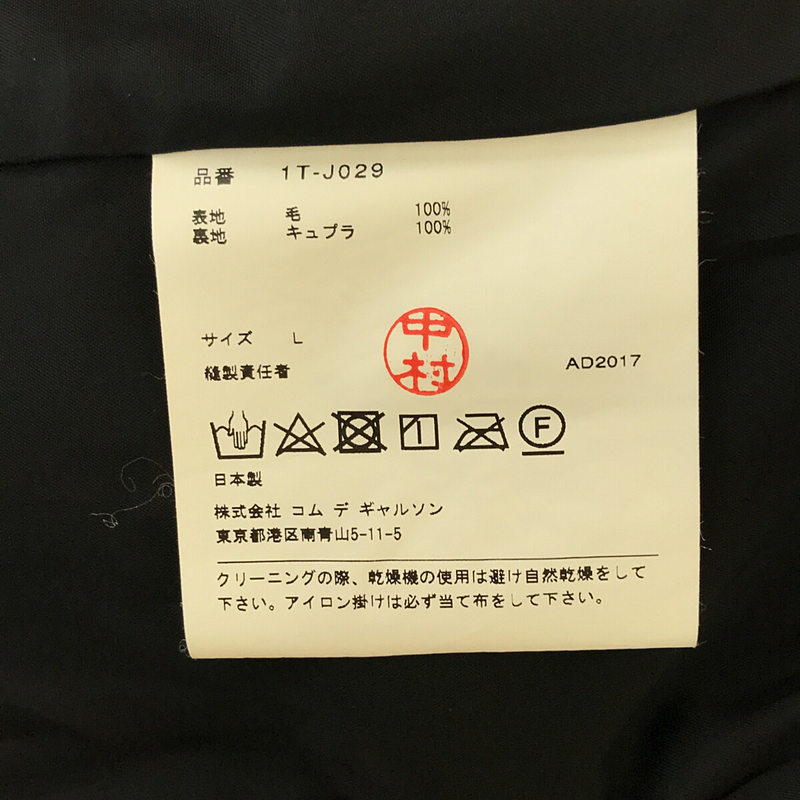 品番 1T-J029
表地 毛 100%
裏地 キュプラ 100%
サイズ L
中村
縫製責任者
AD2017
F
日本製
株式会社 コム デ ギャルソン
東京都港区南青山5-11-5
クリーニングの際、乾燥機の使用は避け自然乾燥をして
下さい。アイロン掛けは必ず当て布をして下さい。